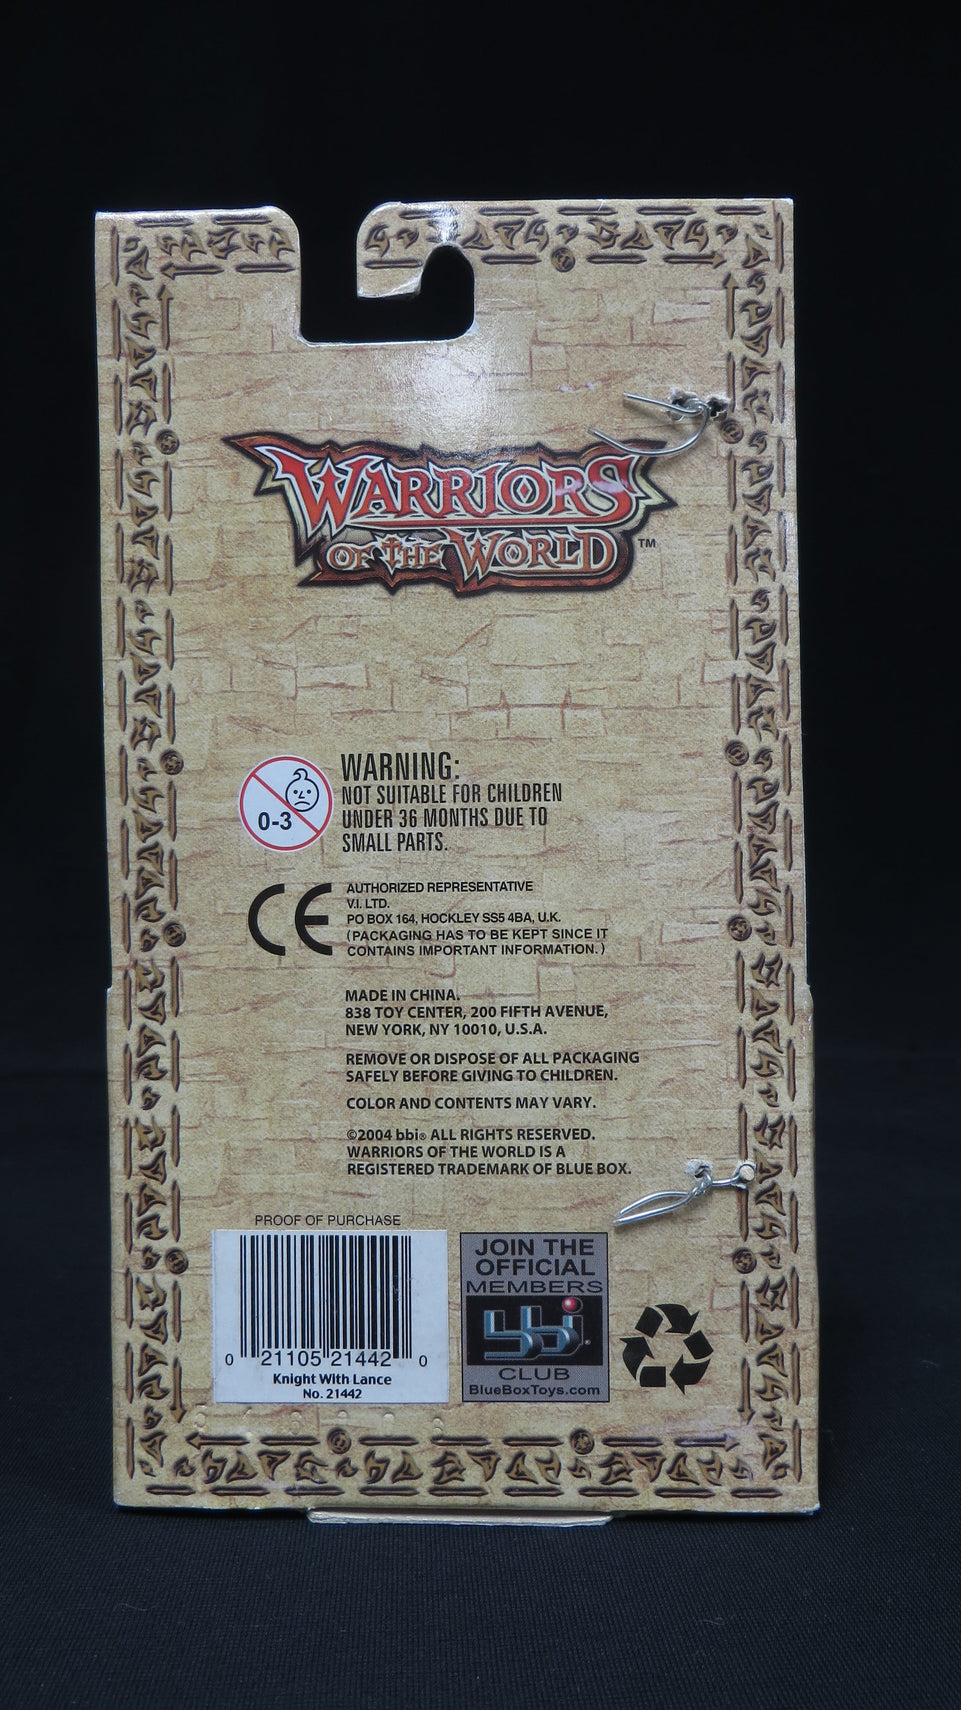 WARRIORS
OF THE WORLD™
0-3
WARNING:
NOT SUITABLE FOR CHILDREN
UNDER 36 MONTHS DUE TO
SMALL PARTS.
CE
AUTHORIZED REPRESENTATIVE
V.I. LTD.
PO BOX 164, HOCKLEY SS5 4BA, U.K.
(PACKAGING HAS TO BE KEPT SINCE IT
CONTAINS IMPORTANT INFORMATION.)
MADE IN CHINA.
838 TOY CENTER, 200 FIFTH AVENUE,
NEW YORK, NY 10010, U.S.A.
REMOVE OR DISPOSE OF ALL PACKAGING
SAFELY BEFORE GIVING TO CHILDREN.
COLOR AND CONTENTS MAY VARY.
©2004 bbi® ALL RIGHTS RESERVED.
WARRIORS OF THE WORLD IS A
REGISTERED TRADEMARK OF BLUE BOX.
PROOF OF PURCHASE
0 21105 21442 0
Knight With Lance
No. 21442
JOIN THE
OFFICIAL
MEMBERS
bbi®
CLUB
BlueBoxToys.com